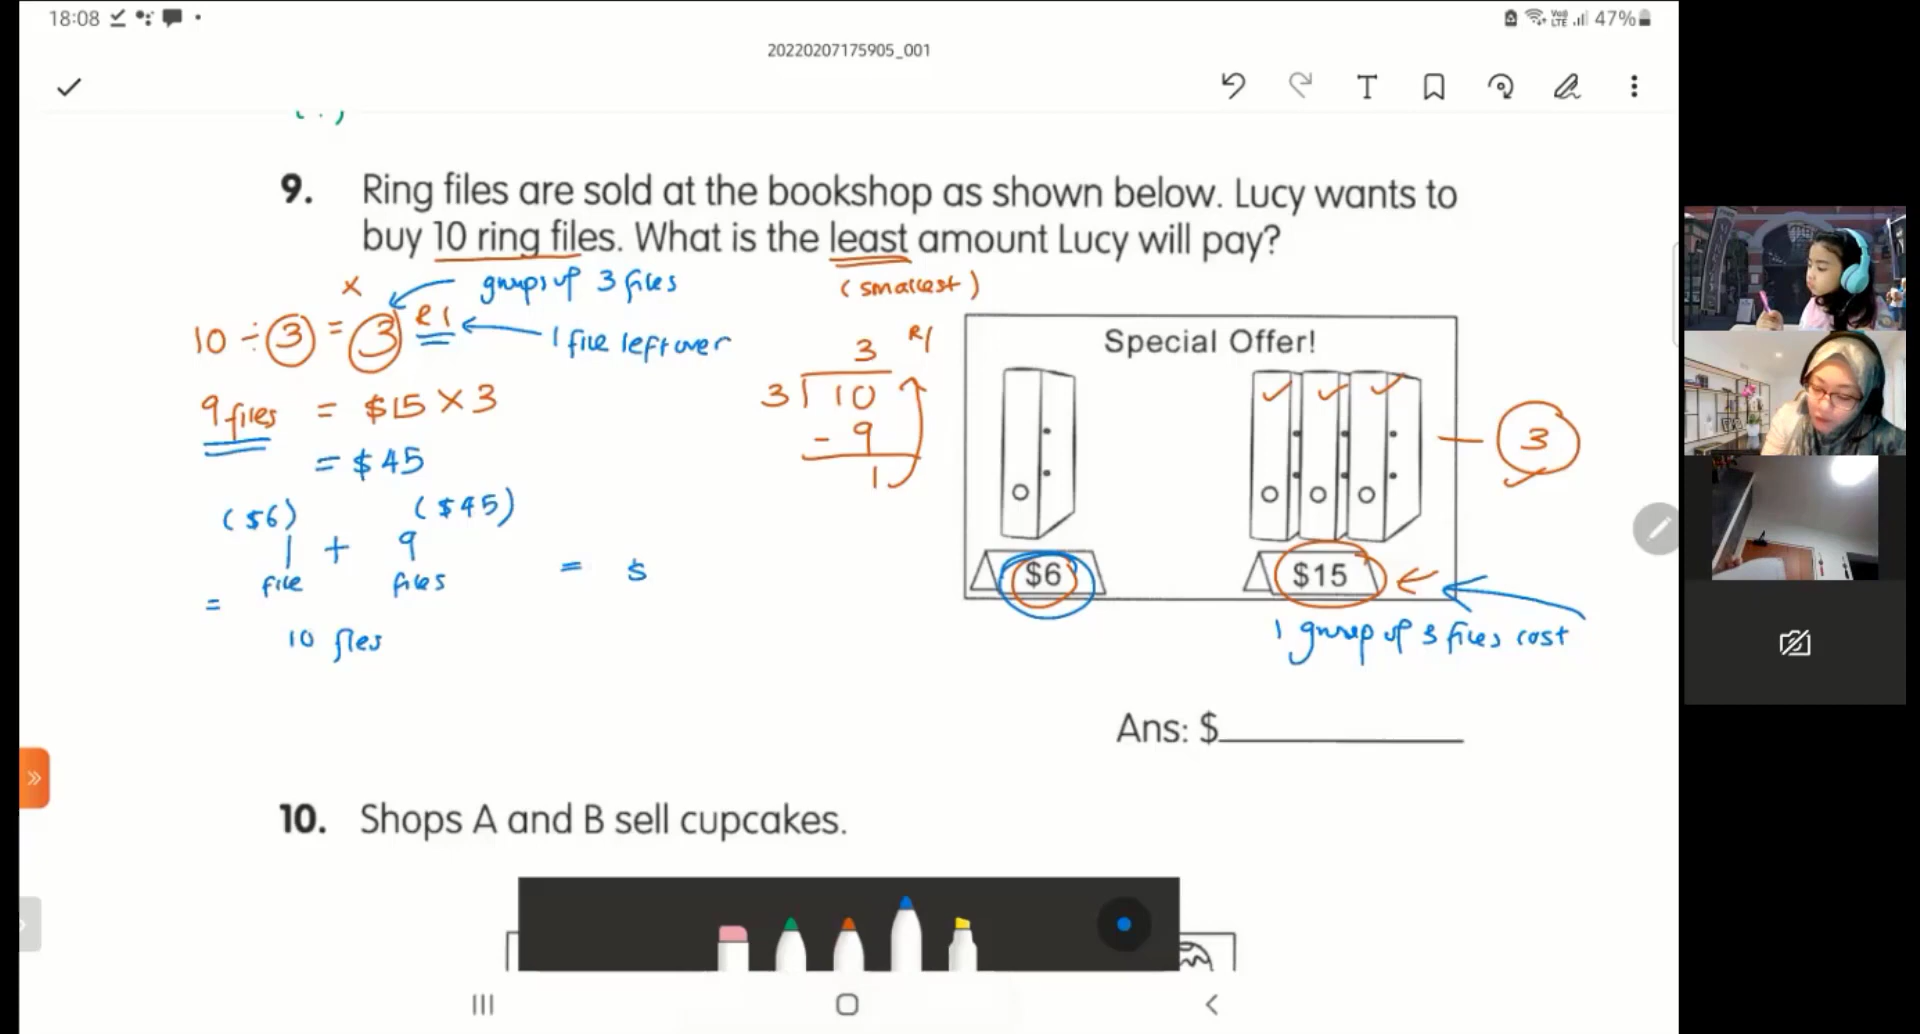 18:08
47%
20220207175905_001
T
9. Ring files are sold at the bookshop as shown below. Lucy wants to
buy 10 ring files. What is the least amount Lucy will pay?
x groups of 3 files (smallest)
10 ÷ 3 = 3 R1
1 file left over
9 files = $15 x 3
= $45
($6) ($45)
1 + 9
file files = $
= 10 fles
3 R1
3 10
- 9
1
Special Offer!
3
$6 $15
1 group of 3 files cost
Ans: $
10. Shops A and B sell cupcakes.